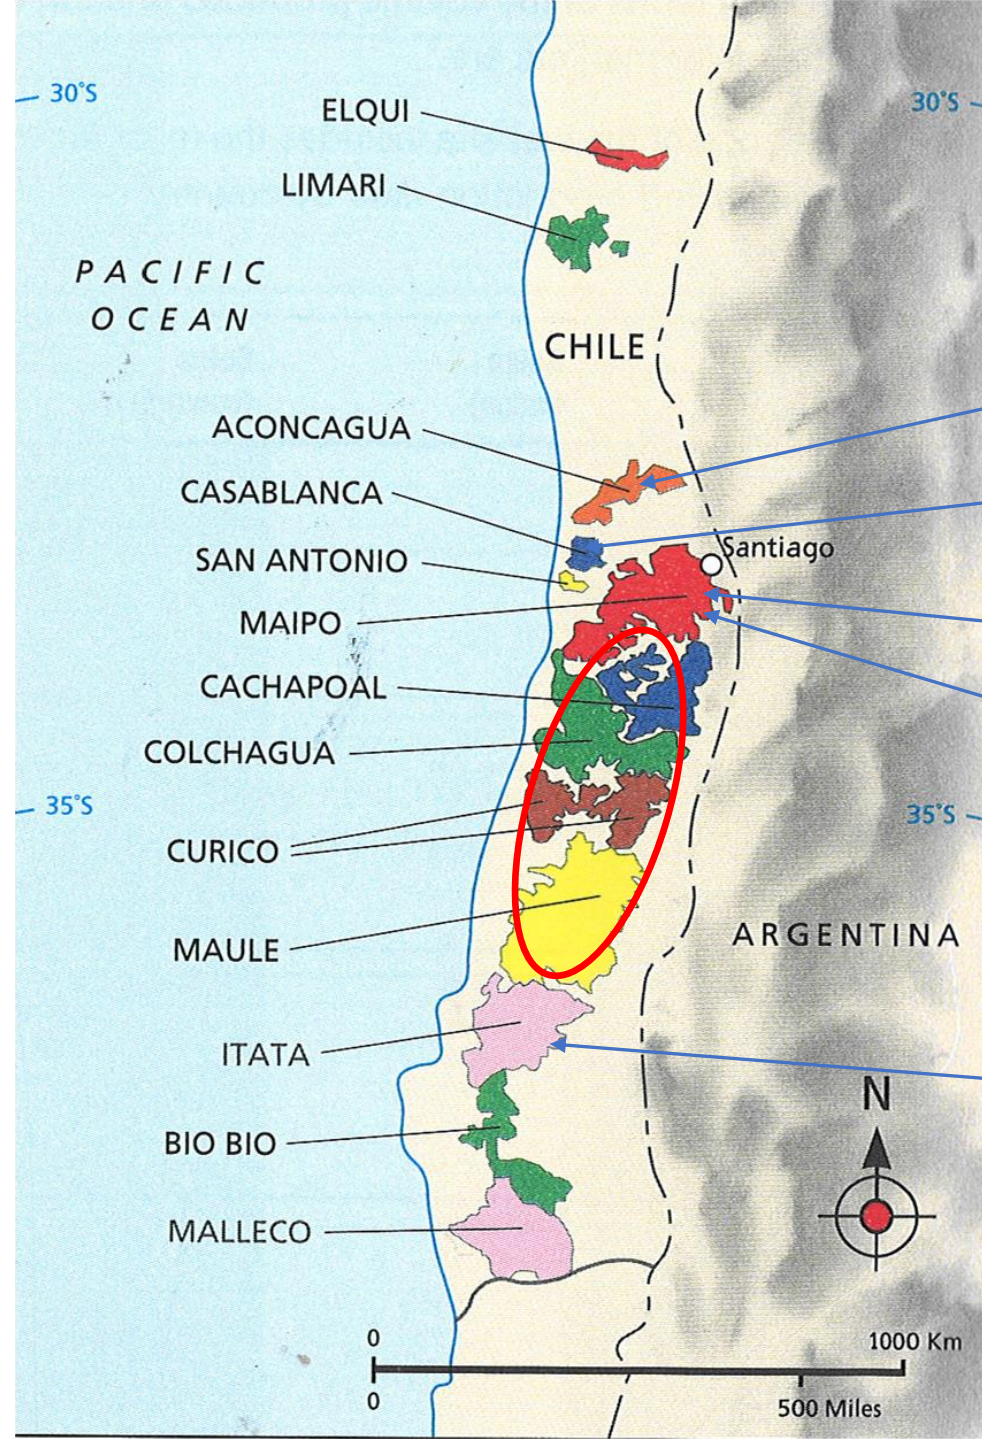 30°S
30°S
ELQUI
LIMARI
PACIFIC
OCEAN
CHILE
ACONCAGUA
CASABLANCA
SAN ANTONIO
Santiago
MAIPO
CACHAPOAL
COLCHAGUA
35°S
35°S
CURICO
ARGENTINA
MAULE
ITATA
N
BIO BIO
MALLECO
0
1000 Km
0
500 Miles